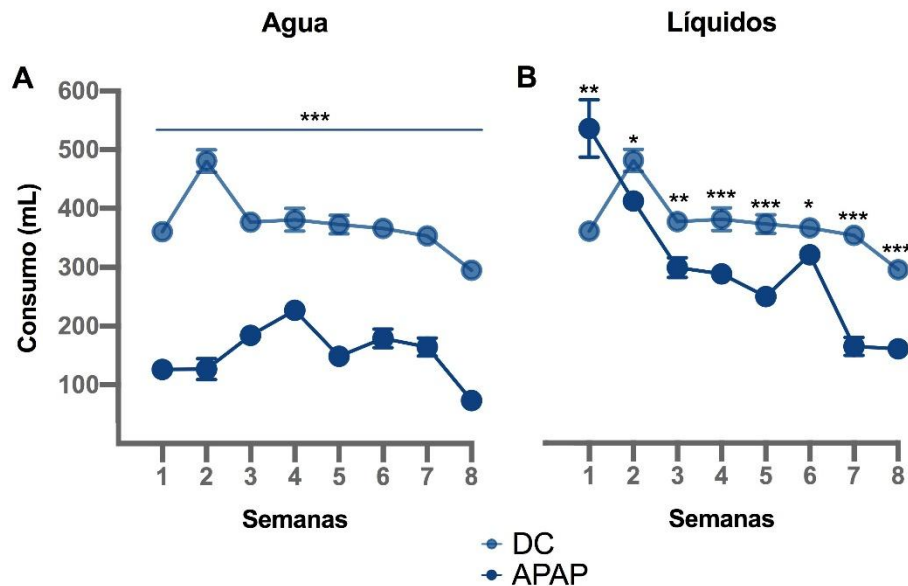 Agua
Líquidos
A
B
Consumo (mL)
600
500
400
300
200
100
***
** * ** *** *** * *** ***
1 2 3 4 5 6 7 8
1 2 3 4 5 6 7 8
Semanas
Semanas
DC
APAP